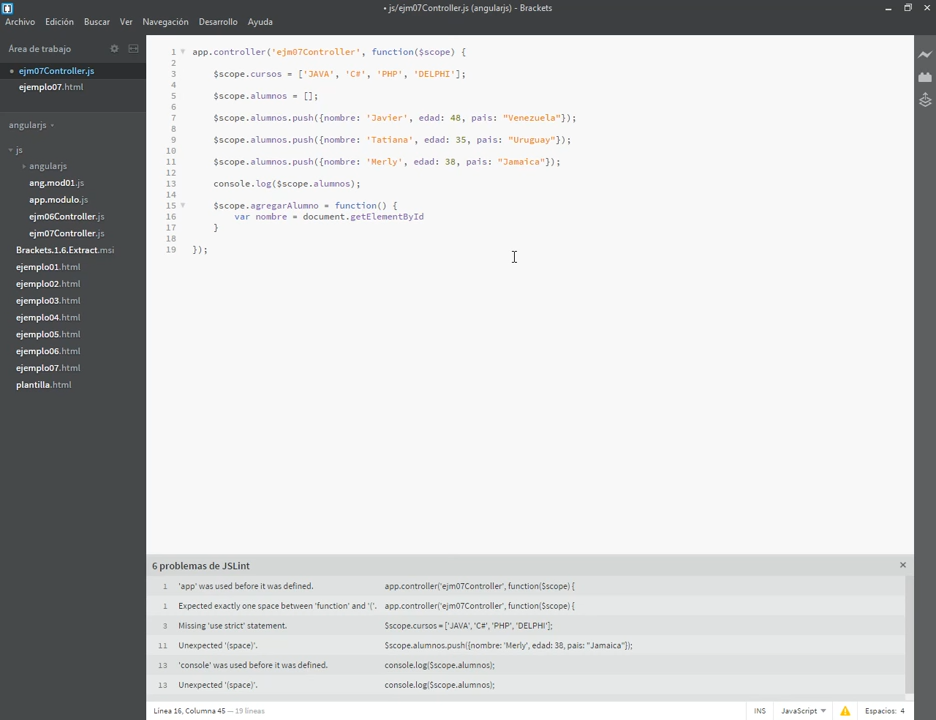 • js/ejm07Controller.js (angularjs) - Brackets
Archivo Edición Buscar Ver Navegación Desarrollo Ayuda
Área de trabajo
• ejm07Controller.js
ejemplo07.html
angularjs
js
angularjs
ang.mod01.js
app.modulo.js
ejm06Controller.js
ejm07Controller.js
Brackets.1.6.Extract.msi
ejemplo01.html
ejemplo02.html
ejemplo03.html
ejemplo04.html
ejemplo05.html
ejemplo06.html
ejemplo07.html
plantilla.html
1 app.controller('ejm07Controller', function($scope) {
2
3 $scope.cursos = ['JAVA', 'C#', 'PHP', 'DELPHI'];
4
5 $scope.alumnos = [];
6
7 $scope.alumnos.push({nombre: 'Javier', edad: 48, pais: "Venezuela"});
8
9 $scope.alumnos.push({nombre: 'Tatiana', edad: 35, pais: "Uruguay"});
10
11 $scope.alumnos.push({nombre: 'Merly', edad: 38, pais: "Jamaica"});
12
13 console.log($scope.alumnos);
14
15 $scope.agregarAlumno = function() {
16 var nombre = document.getElementById
17 }
18
19 });
6 problemas de JSLint
1 'app' was used before it was defined. app.controller('ejm07Controller', function($scope) {
1 Expected exactly one space between 'function' and '('. app.controller('ejm07Controller', function($scope) {
3 Missing 'use strict' statement. $scope.cursos = ['JAVA', 'C#', 'PHP', 'DELPHI'];
11 Unexpected '(space)'. $scope.alumnos.push({nombre: 'Merly', edad: 38, pais: "Jamaica"});
13 'console' was used before it was defined. console.log($scope.alumnos);
13 Unexpected '(space)'. console.log($scope.alumnos);
Línea 16, Columna 45 — 19 líneas INS JavaScript Espacios: 4